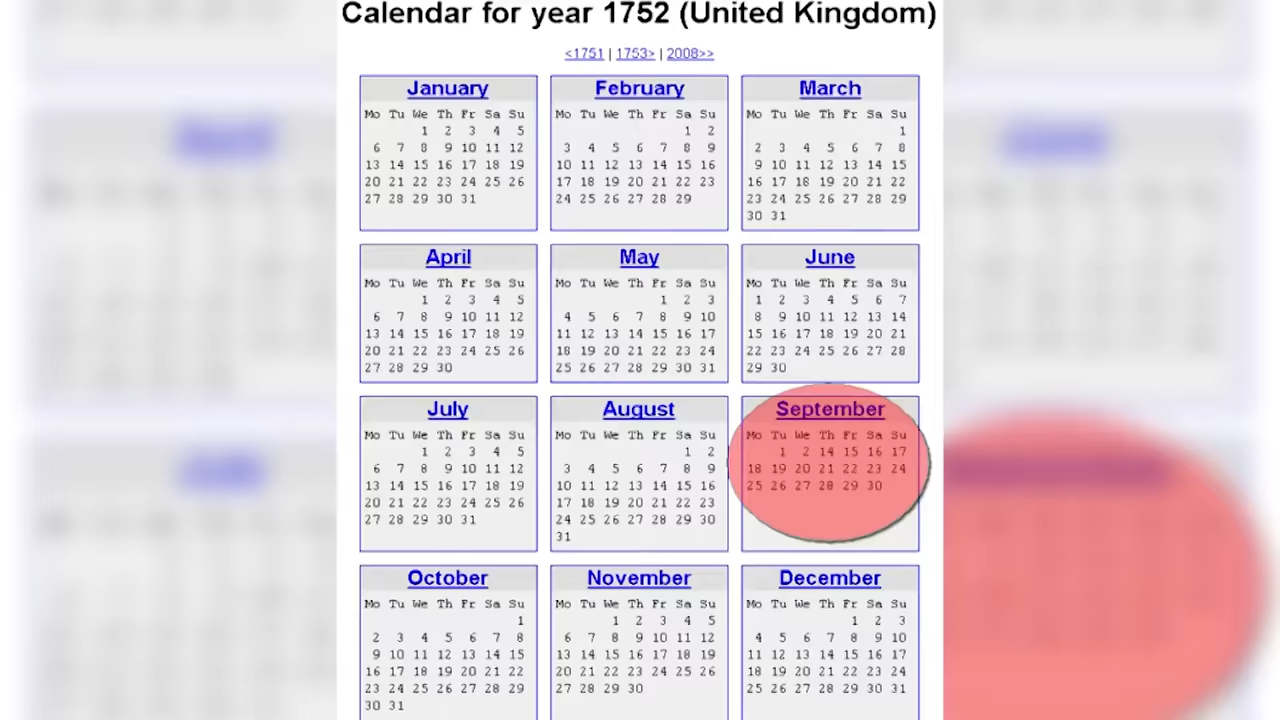 Calendar for year 1752 (United Kingdom)
<1751 | 1753> | 2008>>
January
Mo Tu We Th Fr Sa Su
1 2 3 4 5
6 7 8 9 10 11 12
13 14 15 16 17 18 19
20 21 22 23 24 25 26
27 28 29 30 31
February
Mo Tu We Th Fr Sa Su
1 2
3 4 5 6 7 8 9
10 11 12 13 14 15 16
17 18 19 20 21 22 23
24 25 26 27 28 29
March
Mo Tu We Th Fr Sa Su
1
2 3 4 5 6 7 8
9 10 11 12 13 14 15
16 17 18 19 20 21 22
23 24 25 26 27 28 29
30 31
April
Mo Tu We Th Fr Sa Su
1 2 3 4 5
6 7 8 9 10 11 12
13 14 15 16 17 18 19
20 21 22 23 24 25 26
27 28 29 30
May
Mo Tu We Th Fr Sa Su
1 2 3
4 5 6 7 8 9 10
11 12 13 14 15 16 17
18 19 20 21 22 23 24
25 26 27 28 29 30 31
June
Mo Tu We Th Fr Sa Su
1 2 3 4 5 6 7
8 9 10 11 12 13 14
15 16 17 18 19 20 21
22 23 24 25 26 27 28
29 30
July
Mo Tu We Th Fr Sa Su
1 2 3 4 5
6 7 8 9 10 11 12
13 14 15 16 17 18 19
20 21 22 23 24 25 26
27 28 29 30 31
August
Mo Tu We Th Fr Sa Su
1 2
3 4 5 6 7 8 9
10 11 12 13 14 15 16
17 18 19 20 21 22 23
24 25 26 27 28 29 30
31
September
Mo Tu We Th Fr Sa Su
1 2 14 15 16 17
18 19 20 21 22 23 24
25 26 27 28 29 30
October
Mo Tu We Th Fr Sa Su
1
2 3 4 5 6 7 8
9 10 11 12 13 14 15
16 17 18 19 20 21 22
23 24 25 26 27 28 29
30 31
November
Mo Tu We Th Fr Sa Su
1 2 3 4 5
6 7 8 9 10 11 12
13 14 15 16 17 18 19
20 21 22 23 24 25 26
27 28 29 30
December
Mo Tu We Th Fr Sa Su
1 2 3
4 5 6 7 8 9 10
11 12 13 14 15 16 17
18 19 20 21 22 23 24
25 26 27 28 29 30 31